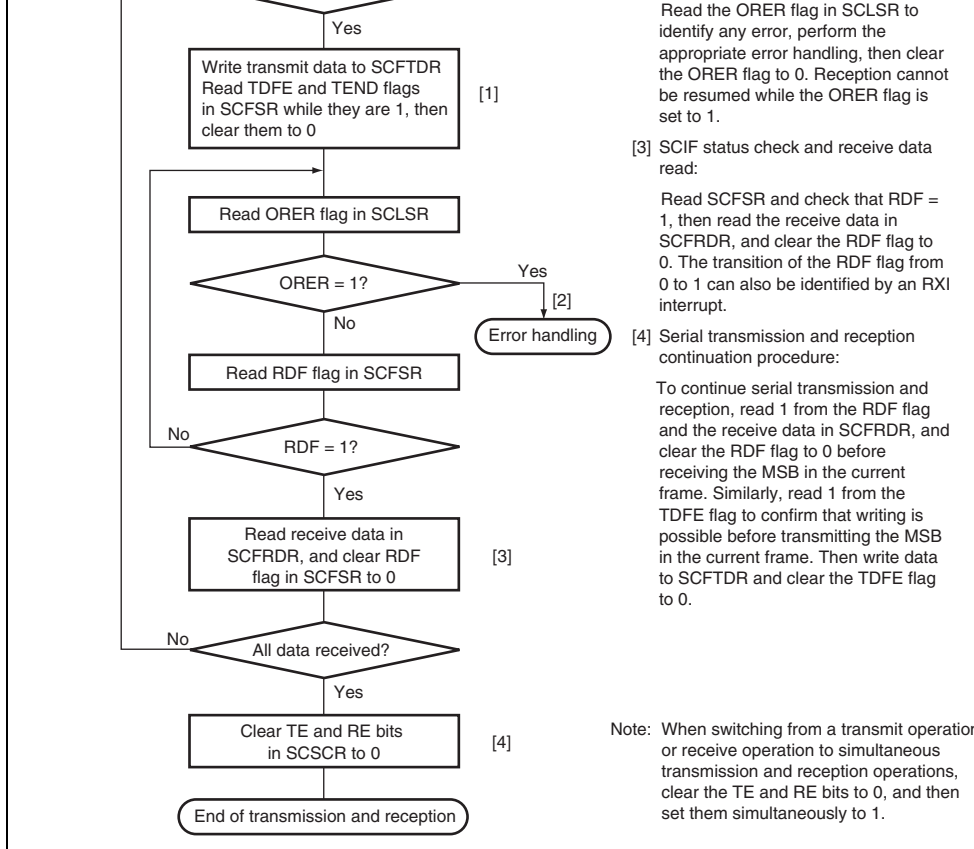 Yes
Write transmit data to SCFTDR
Read TDFE and TEND flags
in SCFSR while they are 1, then
clear them to 0
[1]
Read ORER flag in SCLSR
ORER = 1?
Yes
[2]
No
Error handling
Read RDF flag in SCFSR
No
RDF = 1?
Yes
Read receive data in
SCFRDR, and clear RDF
flag in SCFSR to 0
[3]
No
All data received?
Yes
Clear TE and RE bits
in SCSCR to 0
[4]
End of transmission and reception
Read the ORER flag in SCLSR to
identify any error, perform the
appropriate error handling, then clear
the ORER flag to 0. Reception cannot
be resumed while the ORER flag is
set to 1.
[3] SCIF status check and receive data
read:
Read SCFSR and check that RDF =
1, then read the receive data in
SCFRDR, and clear the RDF flag to
0. The transition of the RDF flag from
0 to 1 can also be identified by an RXI
interrupt.
[4] Serial transmission and reception
continuation procedure:
To continue serial transmission and
reception, read 1 from the RDF flag
and the receive data in SCFRDR, and
clear the RDF flag to 0 before
receiving the MSB in the current
frame. Similarly, read 1 from the
TDFE flag to confirm that writing is
possible before transmitting the MSB
in the current frame. Then write data
to SCFTDR and clear the TDFE flag
to 0.
Note: When switching from a transmit operation
or receive operation to simultaneous
transmission and reception operations,
clear the TE and RE bits to 0, and then
set them simultaneously to 1.